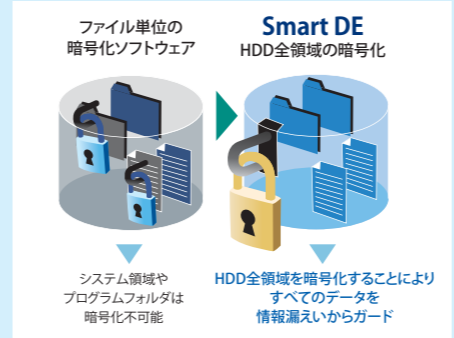 ファイル単位の
暗号化ソフトウェア
システム領域や
プログラムフォルダは
暗号化不可能
Smart DE
HDD全領域の暗号化
HDD全領域を暗号化することにより
すべてのデータを
情報漏えいからガード